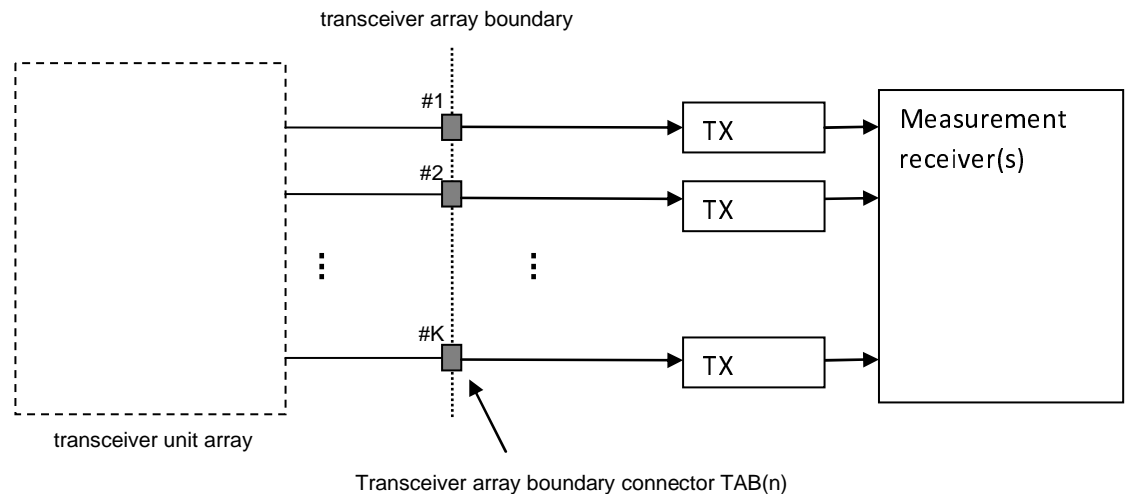 transceiver array boundary
#1
TX
Measurement
receiver(s)
#2
TX
#K
TX
transceiver unit array
Transceiver array boundary connector TAB(n)